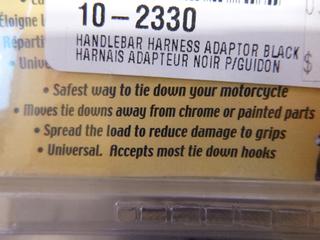 10-2330
HANDLEBAR HARNESS ADAPTOR BLACK
HARNAIS ADAPTEUR NOIR P/GUIDON
$
Éloigne
Réparti
• Safest way to tie down your motorcycle
• Moves tie downs away from chrome or painted parts
• Spread the load to reduce damage to grips
• Universal. Accepts most tie down hooks